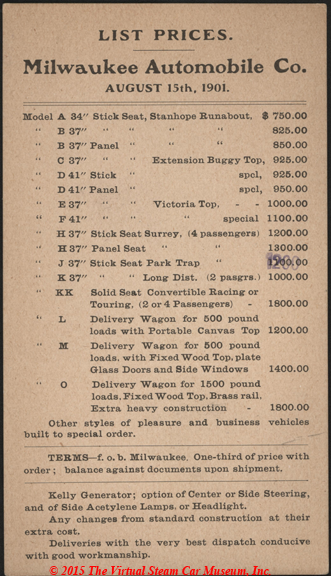 LIST PRICES.
Milwaukee Automobile Co.
AUGUST 15th, 1901.
Model A 34" Stick Seat, Stanhope Runabout, $ 750.00
" B 37" " " " " 825.00
" B 37" Panel " " " 850.00
" C 37" " " Extension Buggy Top, 925.00
" D 41" Stick " spcl, 925.00
" D 41" Panel " spcl, 950.00
" E 37" " " Victoria Top, - - 1000.00
" F 41" " " " special 1100.00
" H 37" Stick Seat Surrey, (4 passengers) 1200.00
" H 37" Panel Seat " " 1300.00
" J 37" Stick Seat Park Trap " 1200
" K 37" " " Long Dist. (2 pasgrs.) 1000.00
" KK Solid Seat Convertible Racing or
Touring, (2 or 4 Passengers) - 1800.00
" L Delivery Wagon for 500 pound
loads with Portable Canvas Top 1200.00
" M Delivery Wagon for 500 pound
loads, with Fixed Wood Top, plate
Glass Doors and Side Windows 1400.00
" O Delivery Wagon for 1500 pound
loads, Fixed Wood Top, Brass rail,
Extra heavy construction - 1800.00
Other styles of pleasure and business vehicles
built to special order.
TERMS—f. o. b. Milwaukee. One-third of price with
order; balance against documents upon shipment.
Kelly Generator; option of Center or Side Steering,
and of Side Acetylene Lamps, or Headlight.
Any changes from standard construction at their
extra cost.
Deliveries with the very best dispatch conducive
with good workmanship.
© 2015 The Virtual Steam Car Museum, Inc.